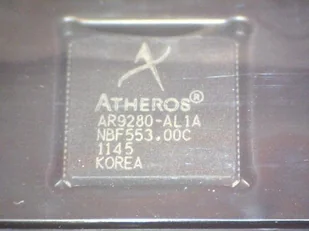 ATHEROS®
AR9280-AL1A
NBF553.00C
1145
KOREA